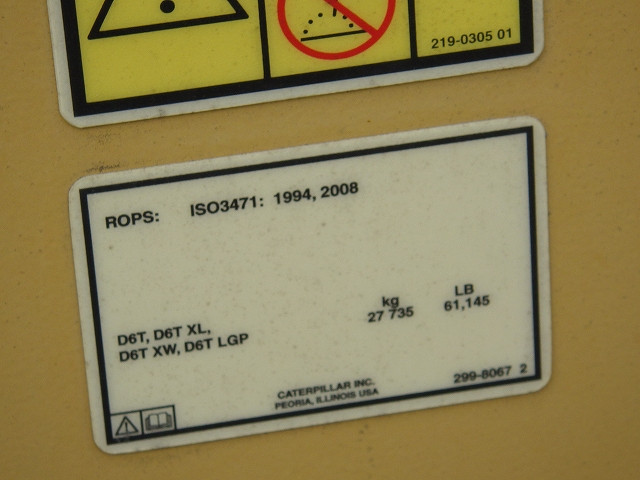 219-0305 01
ROPS: ISO3471: 1994, 2008
kg LB
27 735 61,145
D6T, D6T XL,
D6T XW, D6T LGP
CATERPILLAR INC.
PEORIA, ILLINOIS USA
299-8067 2